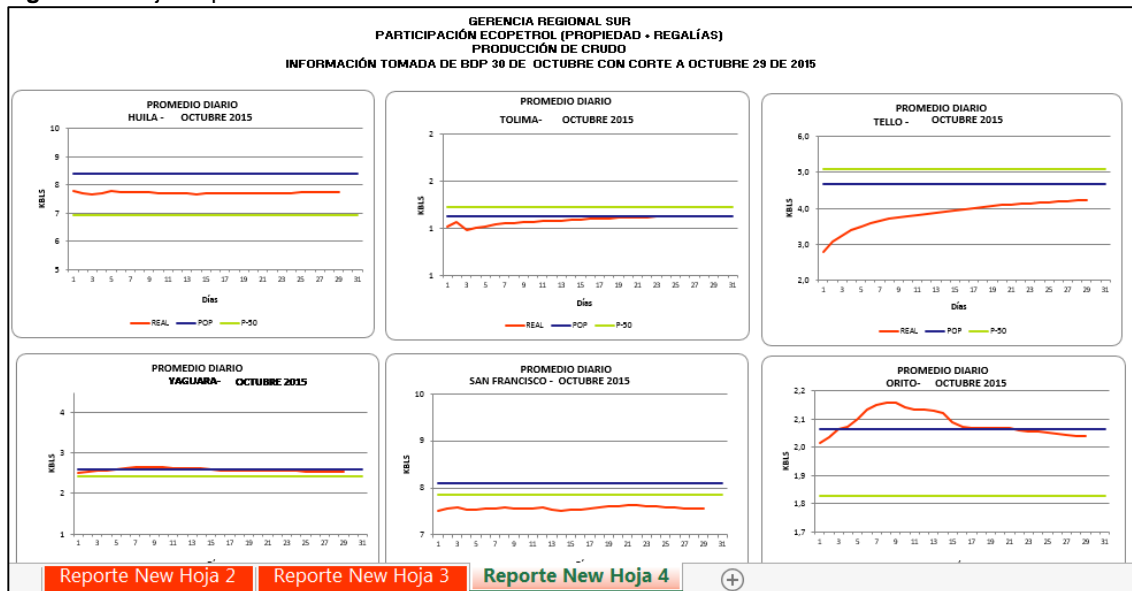 GERENCIA REGIONAL SUR
PARTICIPACIÓN ECOPETROL (PROPIEDAD + REGALÍAS)
PRODUCCIÓN DE CRUDO
INFORMACIÓN TOMADA DE BDP 30 DE OCTUBRE CON CORTE A OCTUBRE 29 DE 2015
PROMEDIO DIARIO
HUILA - OCTUBRE 2015
10
9
8
7
6
5
KBLS
1 3 5 7 9 11 13 15 17 19 21 23 25 27 29 31
Días
REAL POP P-50
PROMEDIO DIARIO
TOLIMA- OCTUBRE 2015
2
2
1
1
KBLS
1 3 5 7 9 11 13 15 17 19 21 23 25 27 29 31
Días
REAL POP P-50
PROMEDIO DIARIO
TELLO - OCTUBRE 2015
6,0
5,0
4,0
3,0
2,0
KBLS
1 3 5 7 9 11 13 15 17 19 21 23 25 27 29 31
Días
REAL POP P-50
PROMEDIO DIARIO
YAGUARA- OCTUBRE 2015
4
3
2
1
KBLS
1 3 5 7 9 11 13 15 17 19 21 23 25 27 29 31
PROMEDIO DIARIO
SAN FRANCISCO - OCTUBRE 2015
10
9
8
7
KBLS
1 3 5 7 9 11 13 15 17 19 21 23 25 27 29 31
PROMEDIO DIARIO
ORITO- OCTUBRE 2015
2,2
2,1
2,0
1,9
1,8
1,7
KBLS
1 3 5 7 9 11 13 15 17 19 21 23 25 27 29 31
Reporte New Hoja 2 Reporte New Hoja 3 Reporte New Hoja 4